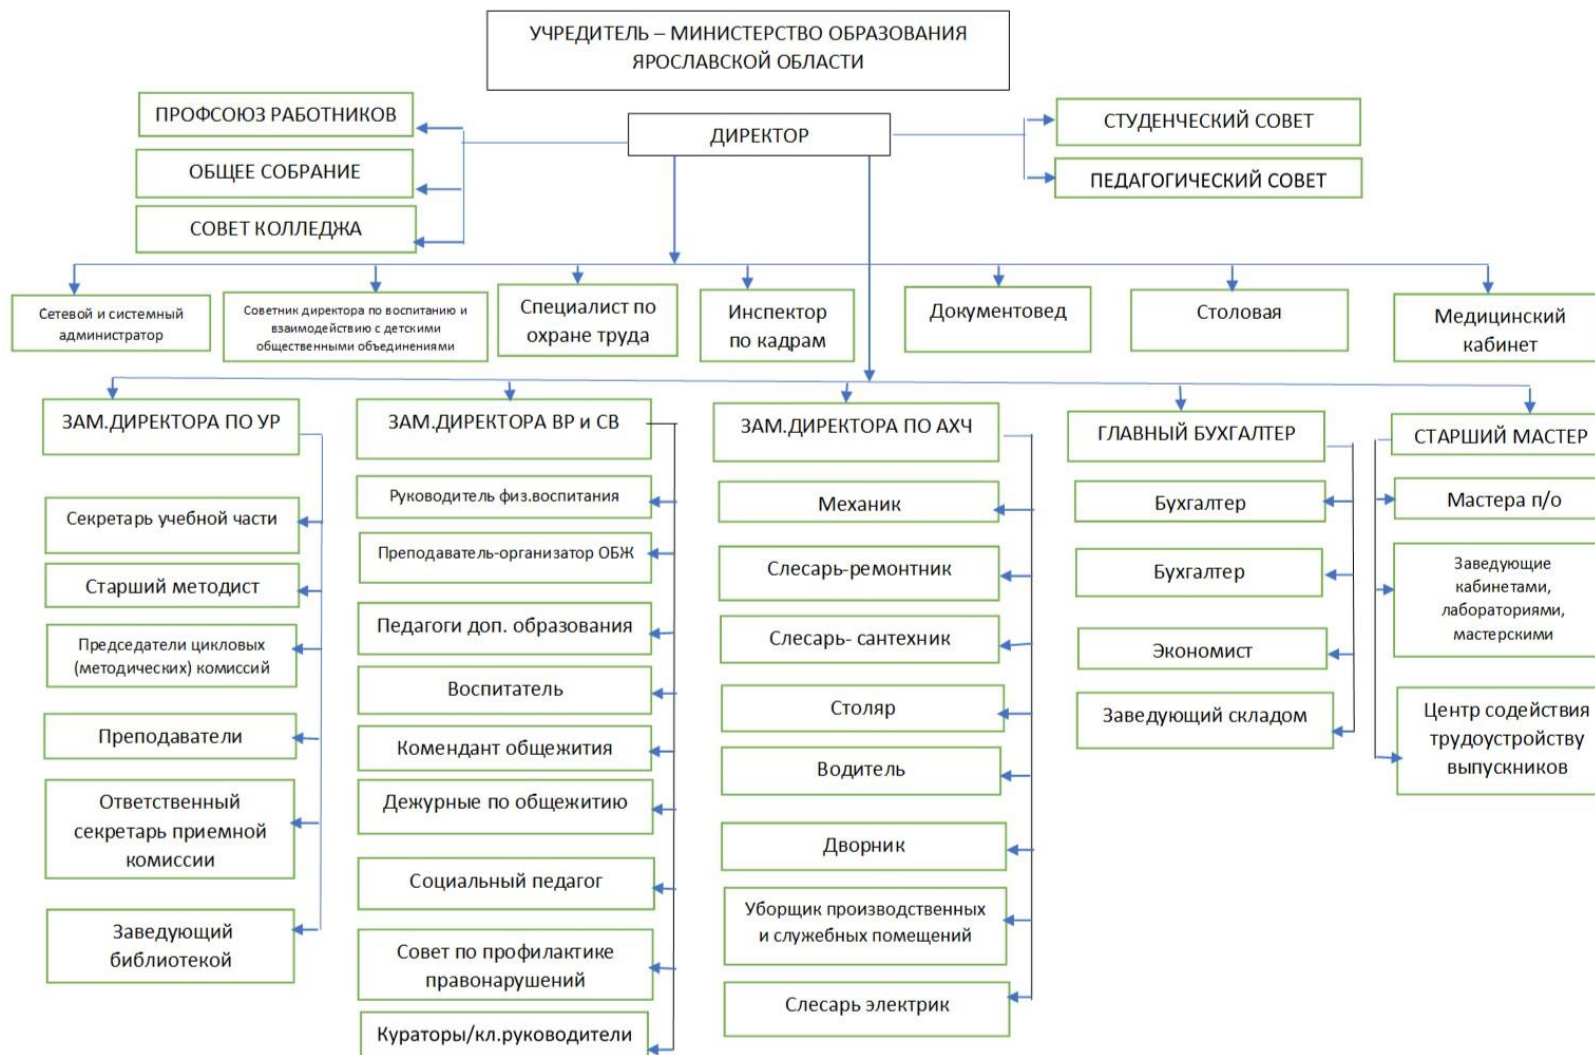 УЧРЕДИТЕЛЬ – МИНИСТЕРСТВО ОБРАЗОВАНИЯ
ЯРОСЛАВСКОЙ ОБЛАСТИ
ПРОФСОЮЗ РАБОТНИКОВ
ОБЩЕЕ СОБРАНИЕ
СОВЕТ КОЛЛЕДЖА
ДИРЕКТОР
СТУДЕНЧЕСКИЙ СОВЕТ
ПЕДАГОГИЧЕСКИЙ СОВЕТ
Сетевой и системный
администратор
Советник директора по воспитанию и
взаимодействию с детскими
общественными объединениями
Специалист по
охране труда
Инспектор
по кадрам
Документовед
Столовая
Медицинский
кабинет
ЗАМ.ДИРЕКТОРА ПО УР
Секретарь учебной части
Старший методист
Председатели цикловых
(методических) комиссий
Преподаватели
Ответственный
секретарь приемной
комиссии
Заведующий
библиотекой
ЗАМ.ДИРЕКТОРА ВР и СВ
Руководитель физ.воспитания
Преподаватель-организатор ОБЖ
Педагоги доп. образования
Воспитатель
Комендант общежития
Дежурные по общежитию
Социальный педагог
Совет по профилактике
правонарушений
Кураторы/кл.руководители
ЗАМ.ДИРЕКТОРА ПО АХЧ
Механик
Слесарь-ремонтник
Слесарь- сантехник
Столяр
Водитель
Дворник
Уборщик производственных
и служебных помещений
Слесарь электрик
ГЛАВНЫЙ БУХГАЛТЕР
Бухгалтер
Бухгалтер
Экономист
Заведующий складом
СТАРШИЙ МАСТЕР
Мастера п/о
Заведующие
кабинетами,
лабораториями,
мастерскими
Центр содействия
трудоустройству
выпускников